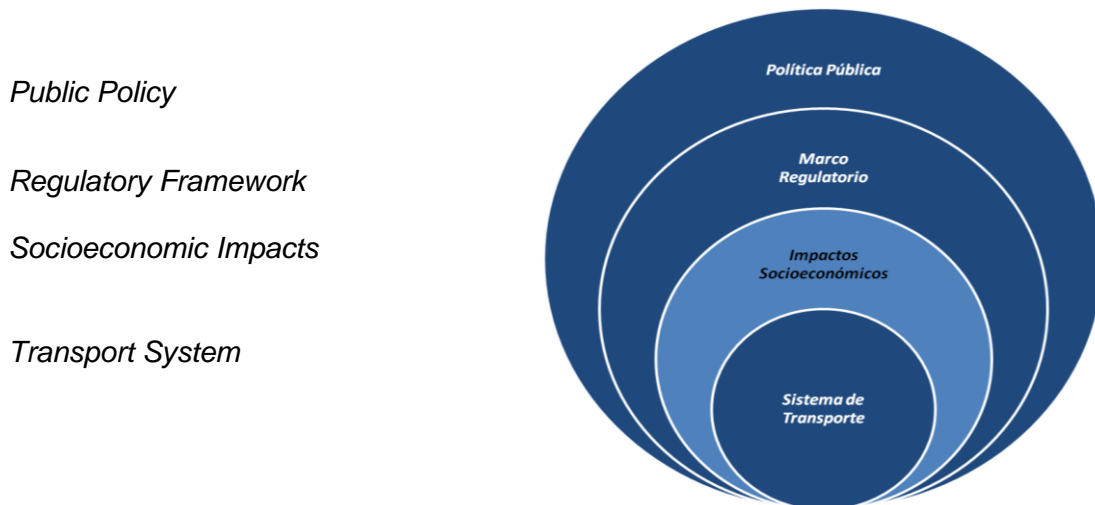 Public Policy
Regulatory Framework
Socioeconomic Impacts
Transport System
Política Pública
Marco
Regulatorio
Impactos
Socioeconómicos
Sistema de
Transporte